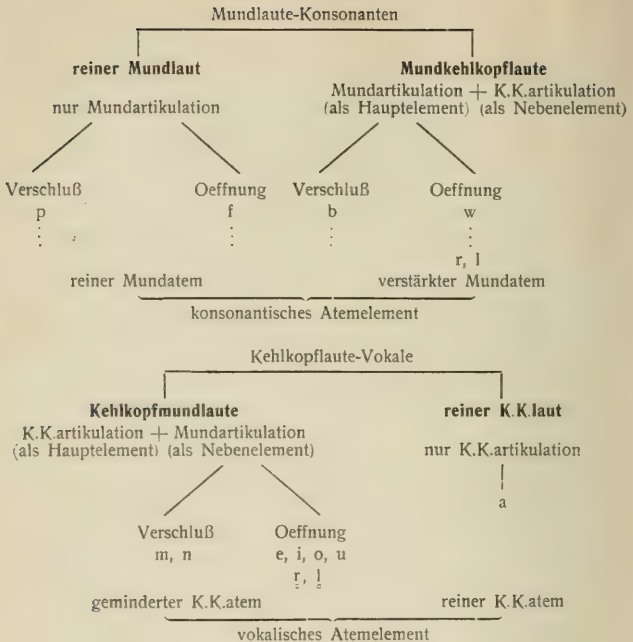 Mundlaute-Konsonanten
reiner Mundlaut Mundkehlkopflaute
nur Mundartikulation Mundartikulation + K.K.artikulation
(als Hauptelement) (als Nebenelement)
Verschluß Oeffnung Verschluß Oeffnung
p f b w
r, l
reiner Mundatem verstärkter Mundatem
konsonantisches Atemelement
Kehlkopflaute-Vokale
Kehlkopfmundlaute reiner K.K.laut
K.K.artikulation + Mundartikulation nur K.K.artikulation
(als Hauptelement) (als Nebenelement)
a
Verschluß Oeffnung
m, n e, i, o, u
r, l
geminderter K.K.atem reiner K.K.atem
vokalisches Atemelement